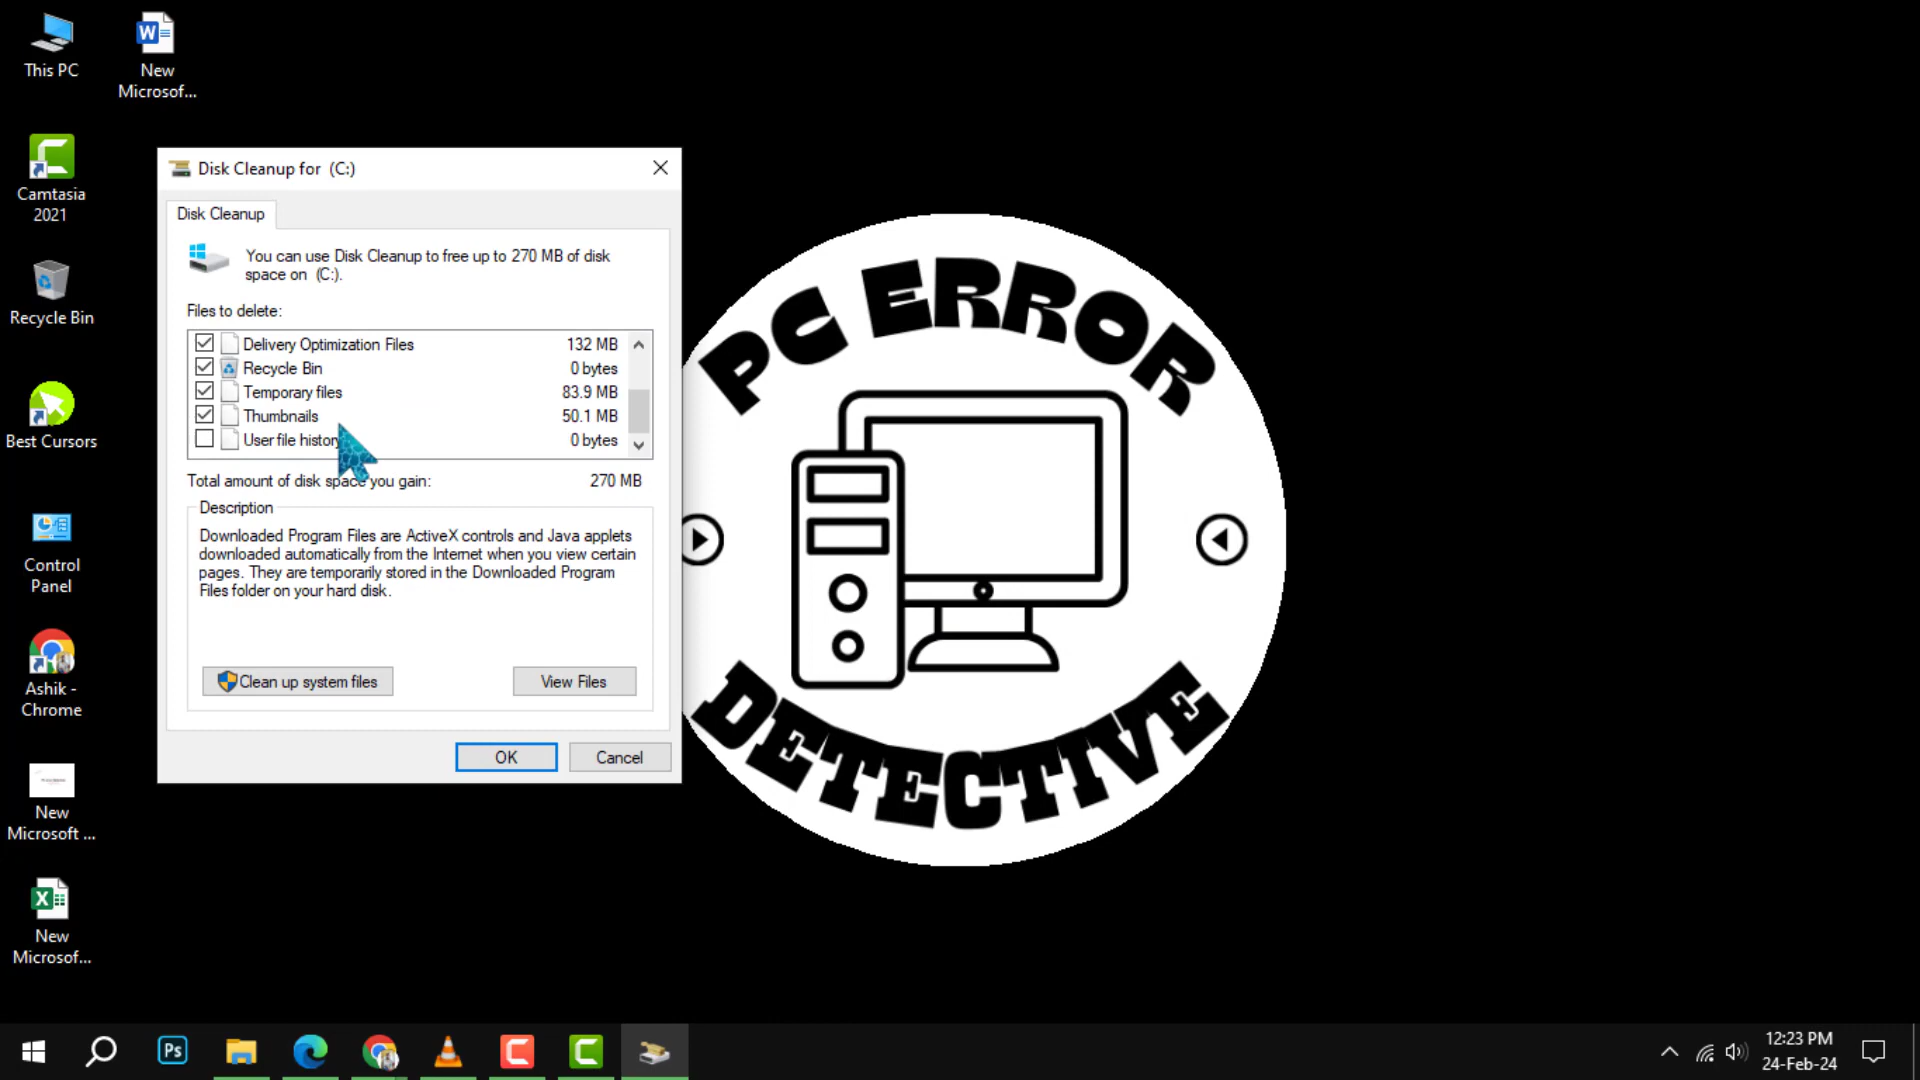 This PC
New
Microsof...
Camtasia
2021
Recycle Bin
Best Cursors
Control
Panel
Ashik -
Chrome
New
Microsoft ...
New
Microsof...
Disk Cleanup for  (C:)
Disk Cleanup
You can use Disk Cleanup to free up to 270 MB of disk
space on  (C:).
Files to delete:
Delivery Optimization Files 132 MB
Recycle Bin 0 bytes
Temporary files 83.9 MB
Thumbnails 50.1 MB
User file history 0 bytes
Total amount of disk space you gain: 270 MB
Description
Downloaded Program Files are ActiveX controls and Java applets
downloaded automatically from the Internet when you view certain
pages. They are temporarily stored in the Downloaded Program
Files folder on your hard disk.
Clean up system files
View Files
OK
Cancel
PC ERROR
DETECTIVE
Ps
12:23 PM
24-Feb-24